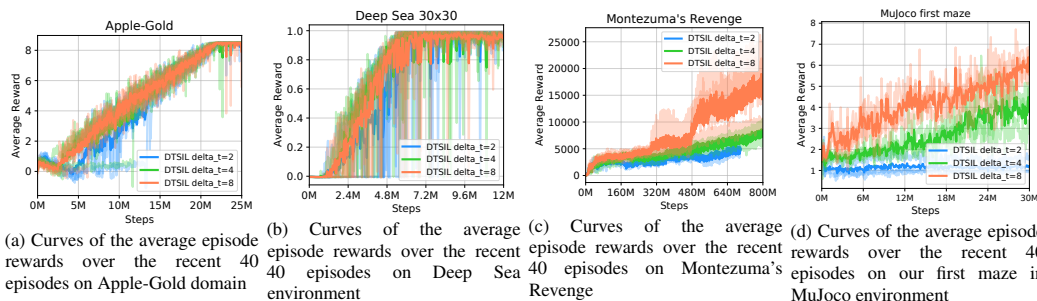 Apple-Gold
8
6
4
2
0
Average Reward
0M
5M
10M
15M
20M
25M
Steps
DTSIL delta_t=2
DTSIL delta_t=4
DTSIL delta_t=8
(a) Curves of the average episode
rewards over the recent 40
episodes on Apple-Gold domain
Deep Sea 30x30
1.0
0.8
0.6
0.4
0.2
0.0
Average Reward
0M
2.4M
4.8M
7.2M
9.6M
12M
Steps
DTSIL delta_t=2
DTSIL delta_t=4
DTSIL delta_t=8
(b) Curves of the average
episode rewards over the recent
40 episodes on Deep Sea
environment
Montezuma's Revenge
25000
20000
15000
10000
5000
0
Average Reward
0M
160M
320M
480M
640M
800M
Steps
DTSIL delta_t=2
DTSIL delta_t=4
DTSIL delta_t=8
(c) Curves of the average
episode rewards over the recent
40 episodes on Montezuma's
Revenge
MuJoco first maze
8
7
6
5
4
3
2
1
Average Reward
0M
6M
12M
18M
24M
30M
Steps
DTSIL delta_t=2
DTSIL delta_t=4
DTSIL delta_t=8
(d) Curves of the average episode
rewards over the recent 40
episodes on our first maze in
MuJoco environment